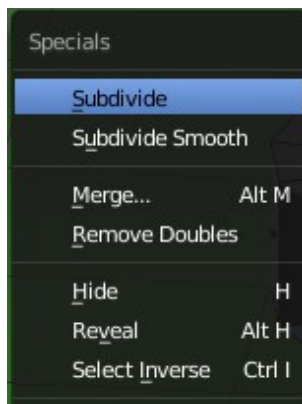 Specials
Subdivide
Subdivide Smooth
Merge... Alt M
Remove Doubles
Hide H
Reveal Alt H
Select Inverse Ctrl I